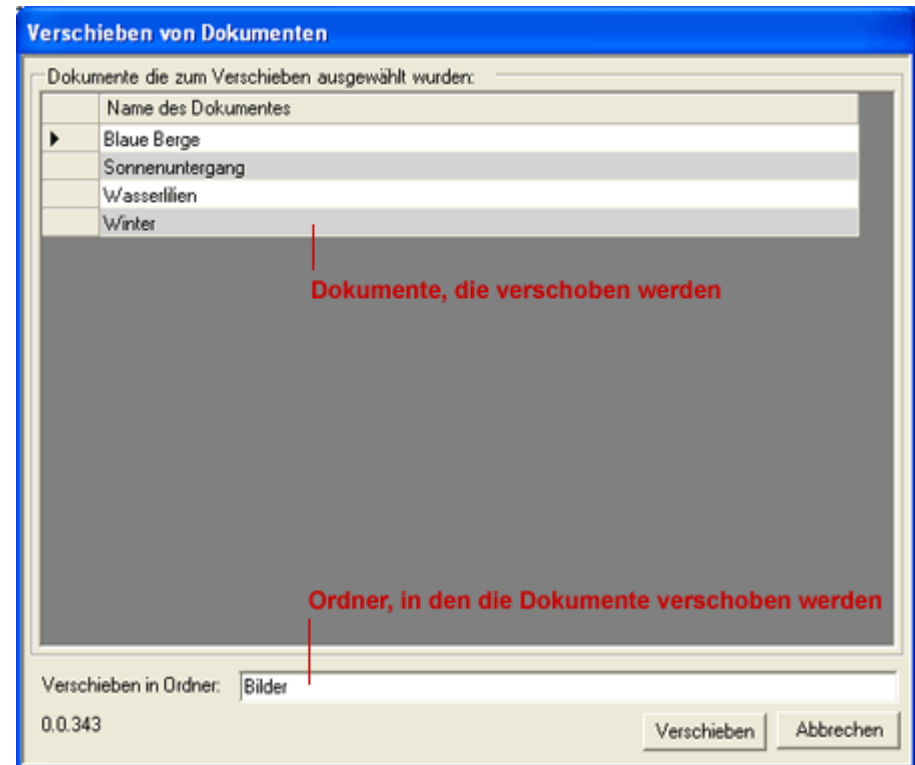 Verschieben von Dokumenten
Dokumente die zum Verschieben ausgewählt wurden:
Name des Dokumentes
Blaue Berge
Sonnenuntergang
Wasserlilien
Winter
Dokumente, die verschoben werden
Ordner, in den die Dokumente verschoben werden
Verschieben in Ordner: Bilder
0.0.343 Verschieben Abbrechen